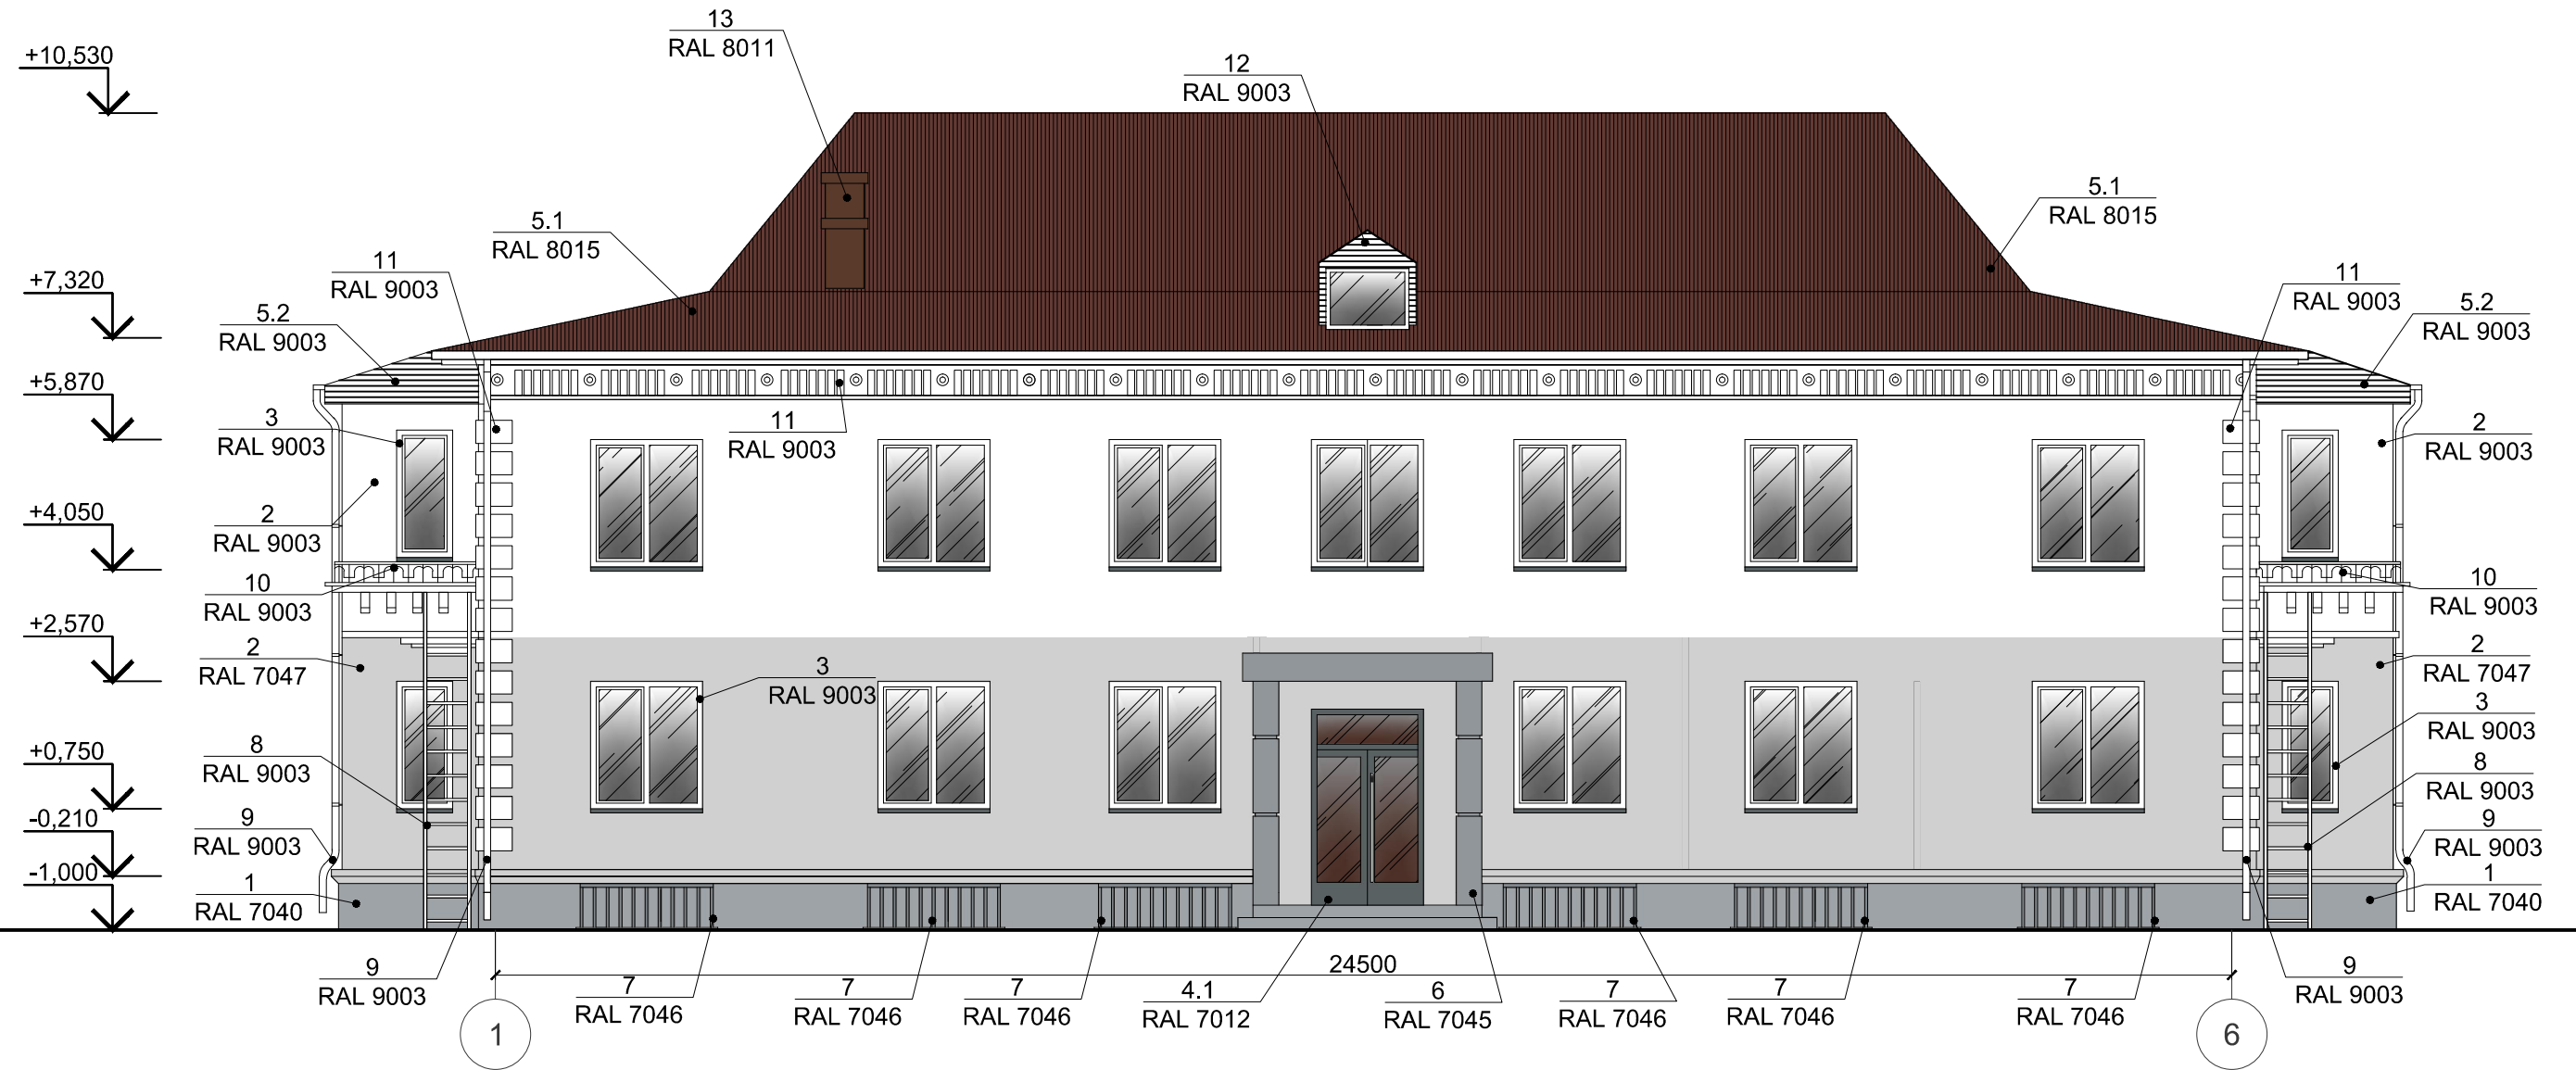 13
RAL 8011
+10,530
12
RAL 9003
5.1
RAL 8015
5.1
RAL 8015
11
RAL 9003
11
RAL 9003
+7,320
5.2
RAL 9003
5.2
RAL 9003
+5,870
3
RAL 9003
11
RAL 9003
2
RAL 9003
+4,050
2
RAL 9003
10
RAL 9003
10
RAL 9003
+2,570
2
RAL 7047
3
RAL 9003
2
RAL 7047
3
RAL 9003
+0,750
8
RAL 9003
8
RAL 9003
-0,210
9
RAL 9003
9
RAL 9003
-1,000
1
RAL 7040
1
RAL 7040
9
RAL 9003
24500
9
RAL 9003
7
RAL 7046
7
RAL 7046
7
RAL 7046
4.1
RAL 7012
6
RAL 7045
7
RAL 7046
7
RAL 7046
7
RAL 7046
1
6